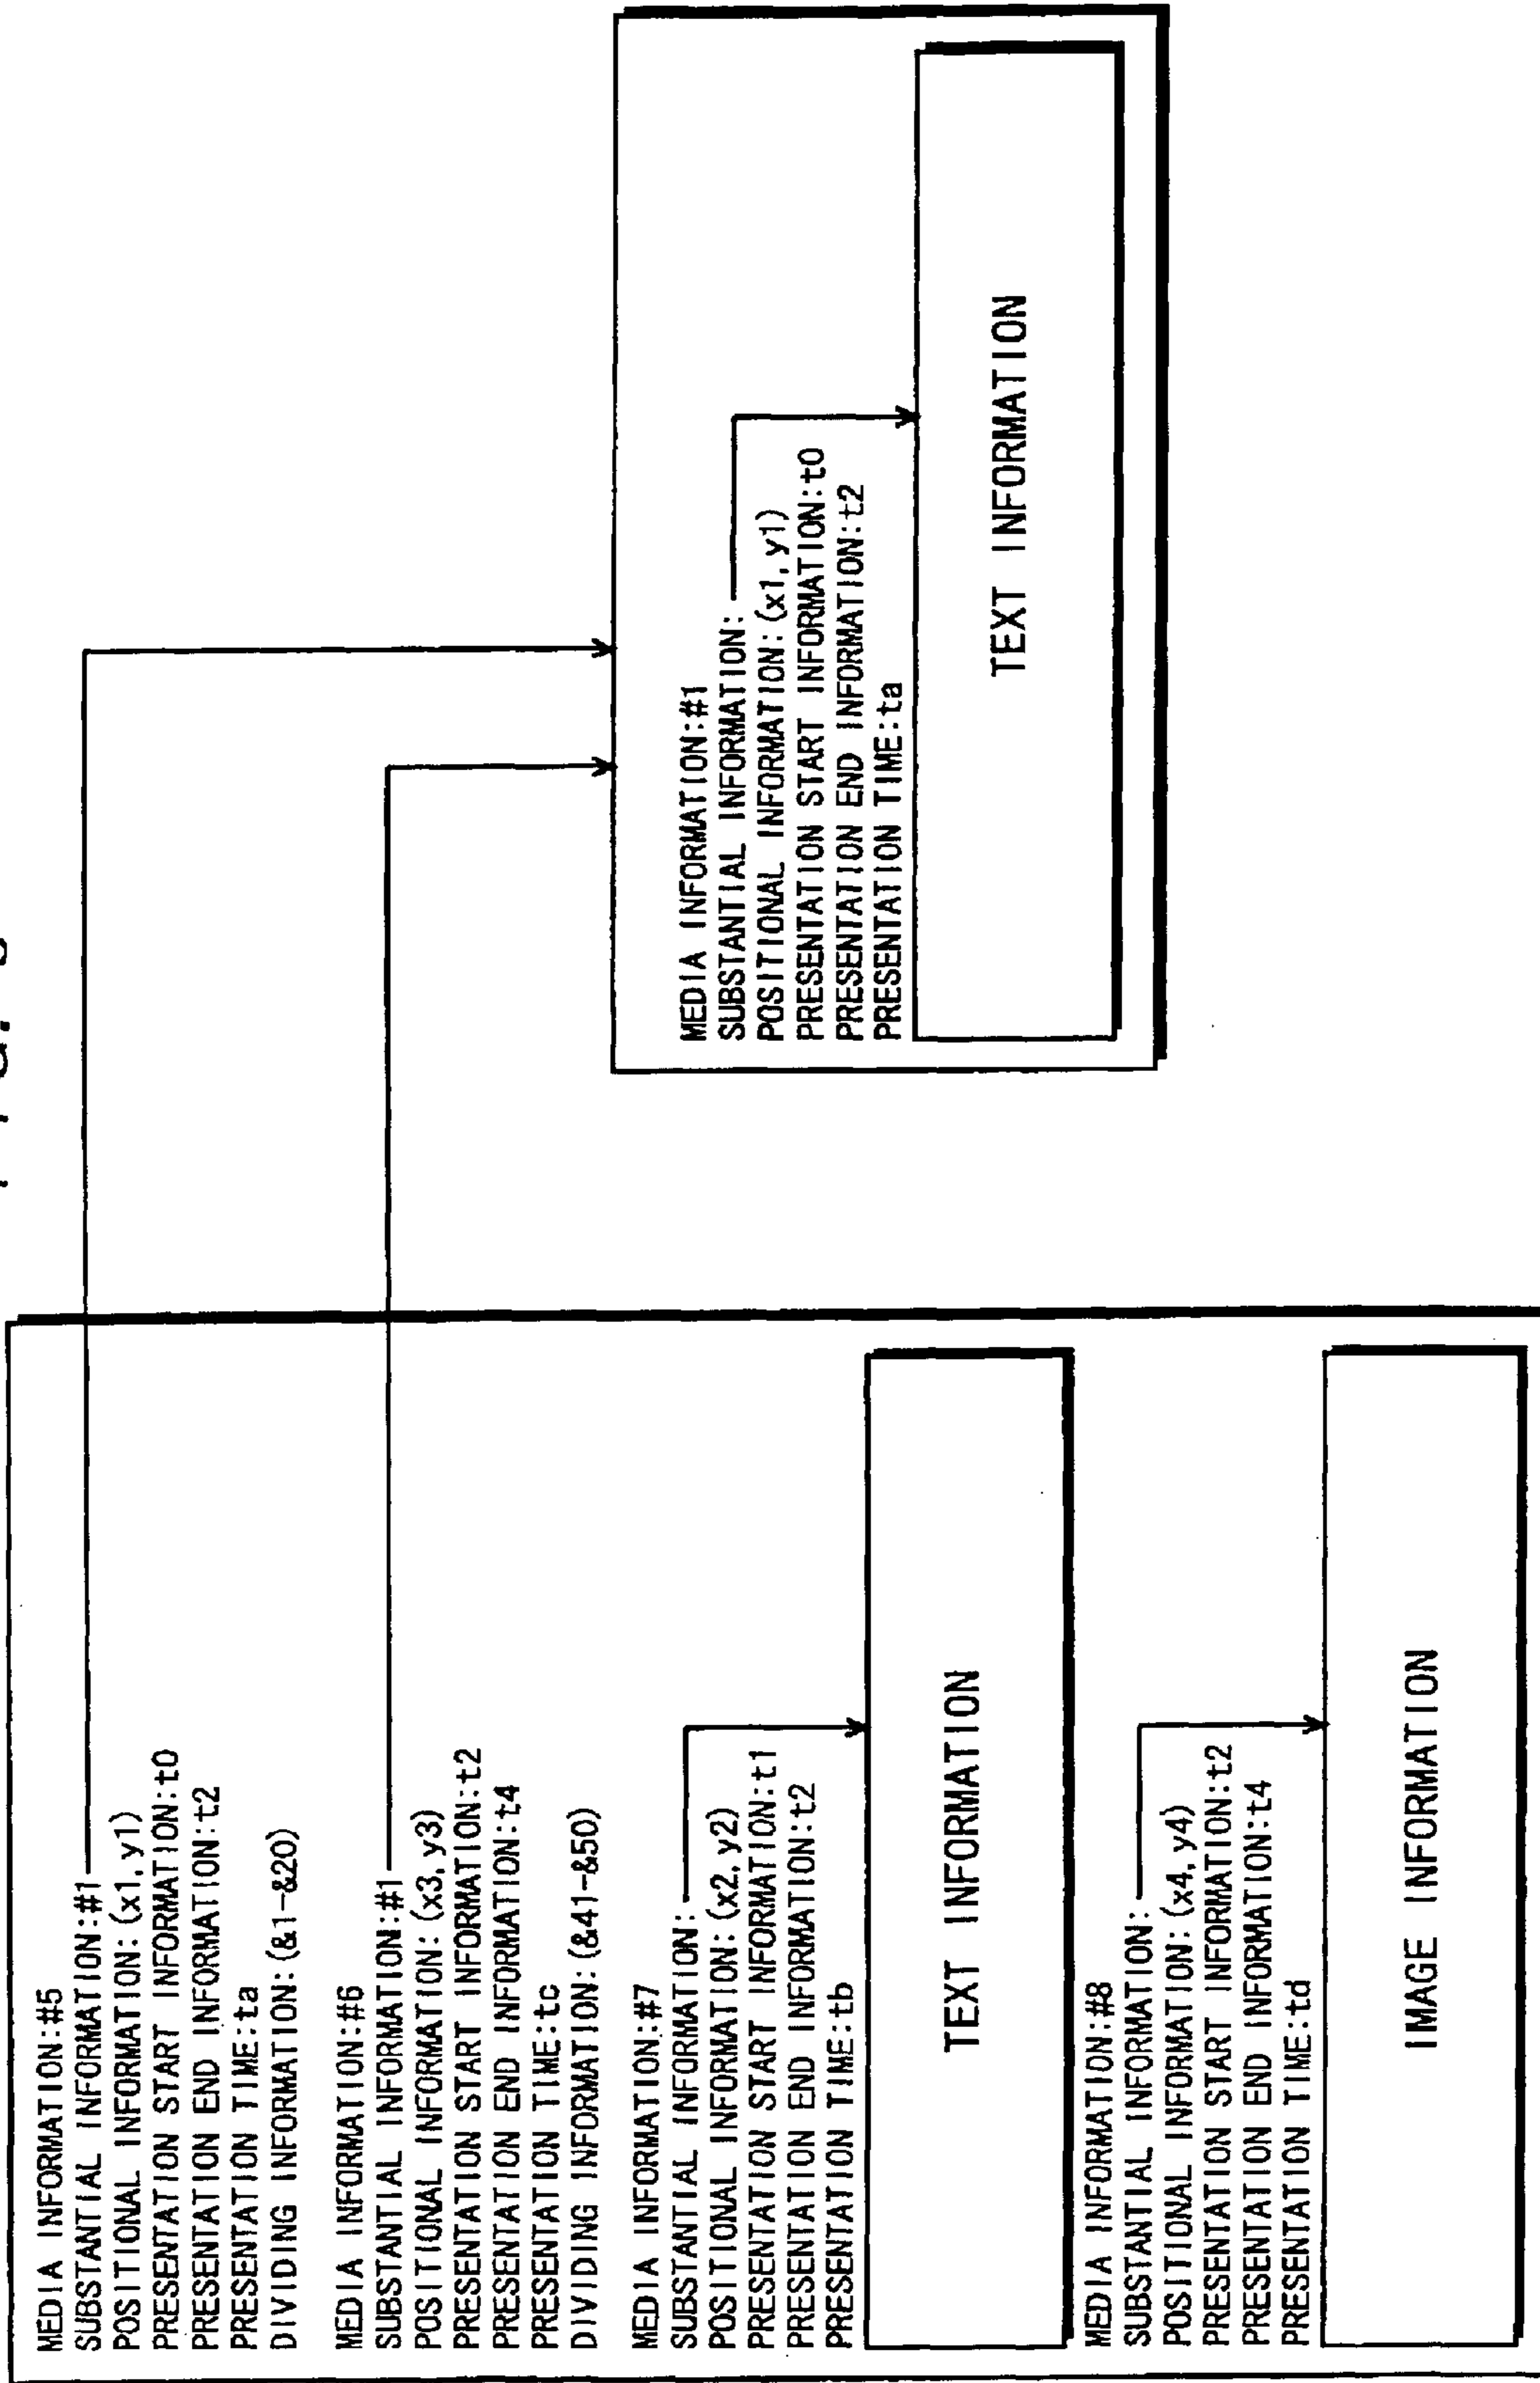 MEDIA INFORMATION:#5
SUBSTANTIAL INFORMATION:#1
POSITIONAL INFORMATION:(x1,y1)
PRESENTATION START INFORMATION:t0
PRESENTATION END INFORMATION:t2
PRESENTATION TIME:ta
DIVIDING INFORMATION:(&1-&20)
MEDIA INFORMATION:#6
SUBSTANTIAL INFORMATION:#1
POSITIONAL INFORMATION:(x3,y3)
PRESENTATION START INFORMATION:t2
PRESENTATION END INFORMATION:t4
PRESENTATION TIME:tc
DIVIDING INFORMATION:(&41-&50)
MEDIA INFORMATION:#7
SUBSTANTIAL INFORMATION:
POSITIONAL INFORMATION:(x2,y2)
PRESENTATION START INFORMATION:t1
PRESENTATION END INFORMATION:t2
PRESENTATION TIME:tb
TEXT INFORMATION
MEDIA INFORMATION:#8
SUBSTANTIAL INFORMATION:
POSITIONAL INFORMATION:(x4,y4)
PRESENTATION START INFORMATION:t2
PRESENTATION END INFORMATION:t4
PRESENTATION TIME:td
IMAGE INFORMATION
MEDIA INFORMATION:#1
SUBSTANTIAL INFORMATION:
POSITIONAL INFORMATION:(x1,y1)
PRESENTATION START INFORMATION:t0
PRESENTATION END INFORMATION:t2
PRESENTATION TIME:ta
TEXT INFORMATION